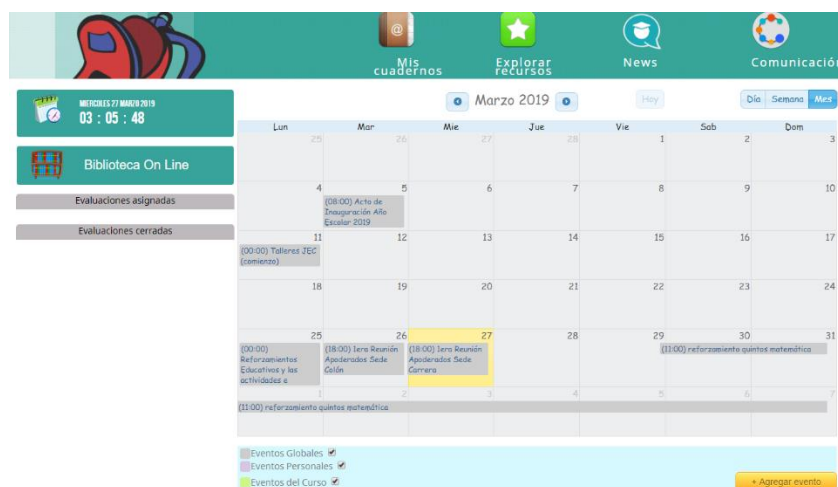 @
Mis
cuadernos
Explorar
recursos
News
Comunicación
MIERCOLES 27 MARZO 2019
03 : 05 : 48
Biblioteca On Line
Evaluaciones asignadas
Evaluaciones cerradas
Marzo 2019
Hoy
Día Semana Mes
Lun Mar Mie Jue Vie Sab Dom
25 26 27 28 1 2 3
4 5 6 7 8 9 10
(08:00) Acto de
Inauguración Año
Escolar 2019
11 12 13 14 15 16 17
(00:00) Talleres JEC
(comienzo)
18 19 20 21 22 23 24
25 26 27 28 29 30 31
(00:00)
Reforzamientos
Educativos y las
actividades e
(18:00) 1era Reunión
Apoderados Sede
Colón
(18:00) 1era Reunión
Apoderados Sede
Carrera
(11:00) reforzamiento quintos matemática
1 2 3 4 5 6 7
(11:00) reforzamiento quintos matemática
Eventos Globales
Eventos Personales
Eventos del Curso
+ Agregar evento